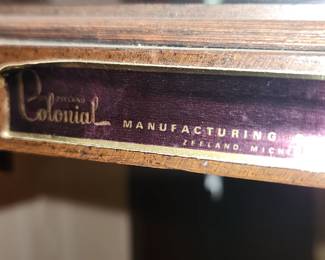 ZEELAND
Colonial
MANUFACTURING
ZEELAND, MICH